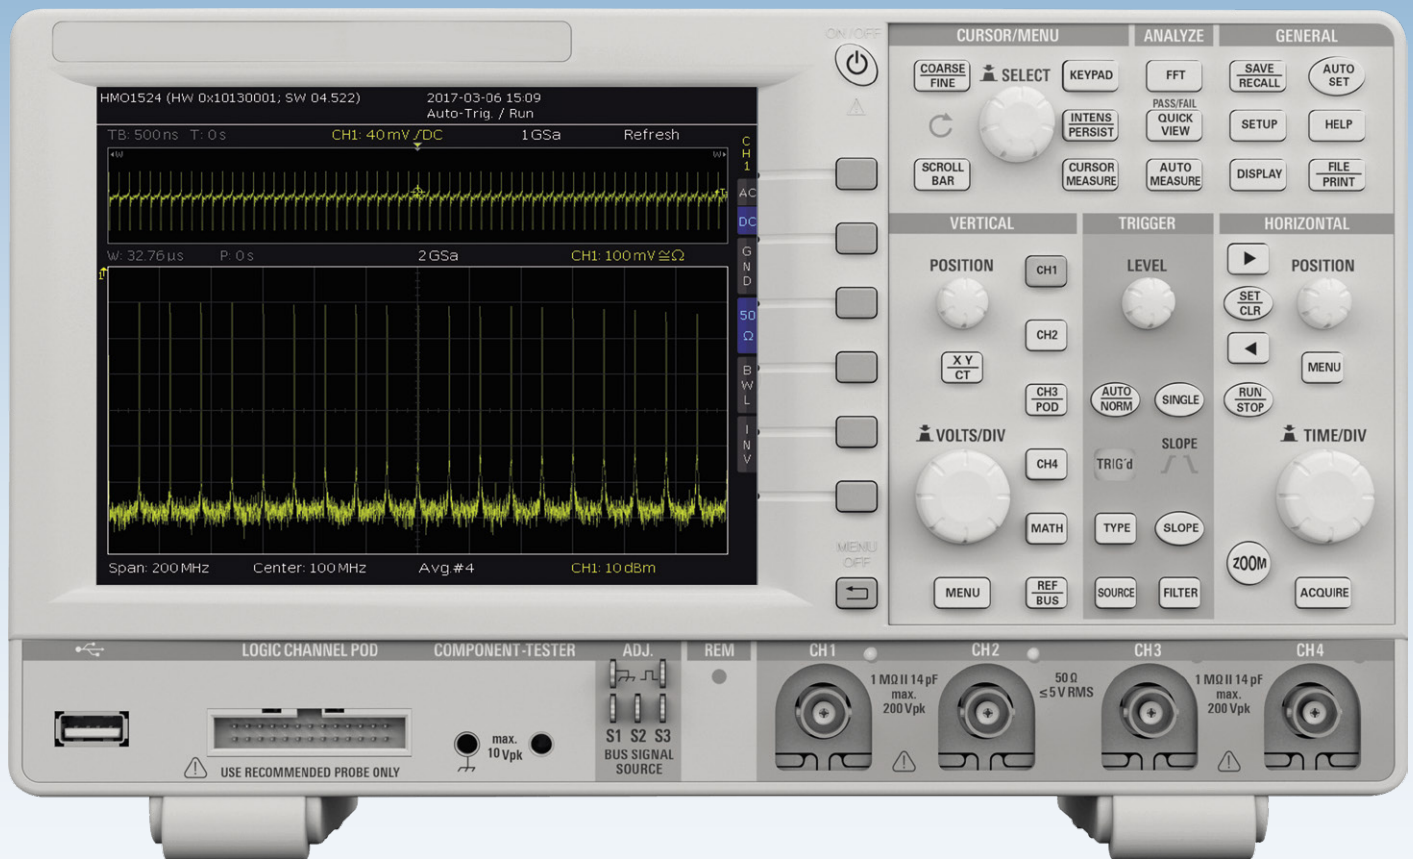 HMO1524 (HW 0x10130001; SW 04.522)
2017-03-06 15:09
Auto-Trig. / Run
TB: 500ns T: 0s
CH1: 40mV /DC
1GSa
Refresh
W: 32.76µs
P: 0s
2GSa
CH1: 100mV≅Ω
Span: 200MHz
Center: 100MHz
Avg.#4
CH1: 10dBm
CH1
AC
DC
GND
50
Ω
BWL
INV
ON/OFF
MENU
OFF
CURSOR/MENU
COARSE
FINE
SELECT
KEYPAD
INTENS
PERSIST
SCROLL
BAR
CURSOR
MEASURE
ANALYZE
FFT
PASS/FAIL
QUICK
VIEW
AUTO
MEASURE
GENERAL
SAVE
RECALL
AUTO
SET
SETUP
HELP
DISPLAY
FILE
PRINT
VERTICAL
POSITION
CH1
CH2
X Y
CT
CH3
POD
VOLTS/DIV
CH4
MATH
MENU
REF
BUS
TRIGGER
LEVEL
AUTO
NORM
SINGLE
SLOPE
TRIG'd
TYPE
SLOPE
SOURCE
FILTER
HORIZONTAL
POSITION
SET
CLR
MENU
RUN
STOP
TIME/DIV
ZOOM
ACQUIRE
LOGIC CHANNEL POD
USE RECOMMENDED PROBE ONLY
COMPONENT-TESTER
max.
10 Vpk
ADJ.
S1 S2 S3
BUS SIGNAL
SOURCE
REM
CH1
1 MΩ II 14 pF
max.
200 Vpk
CH2
50 Ω
≤ 5 V RMS
CH3
1 MΩ II 14 pF
max.
200 Vpk
CH4